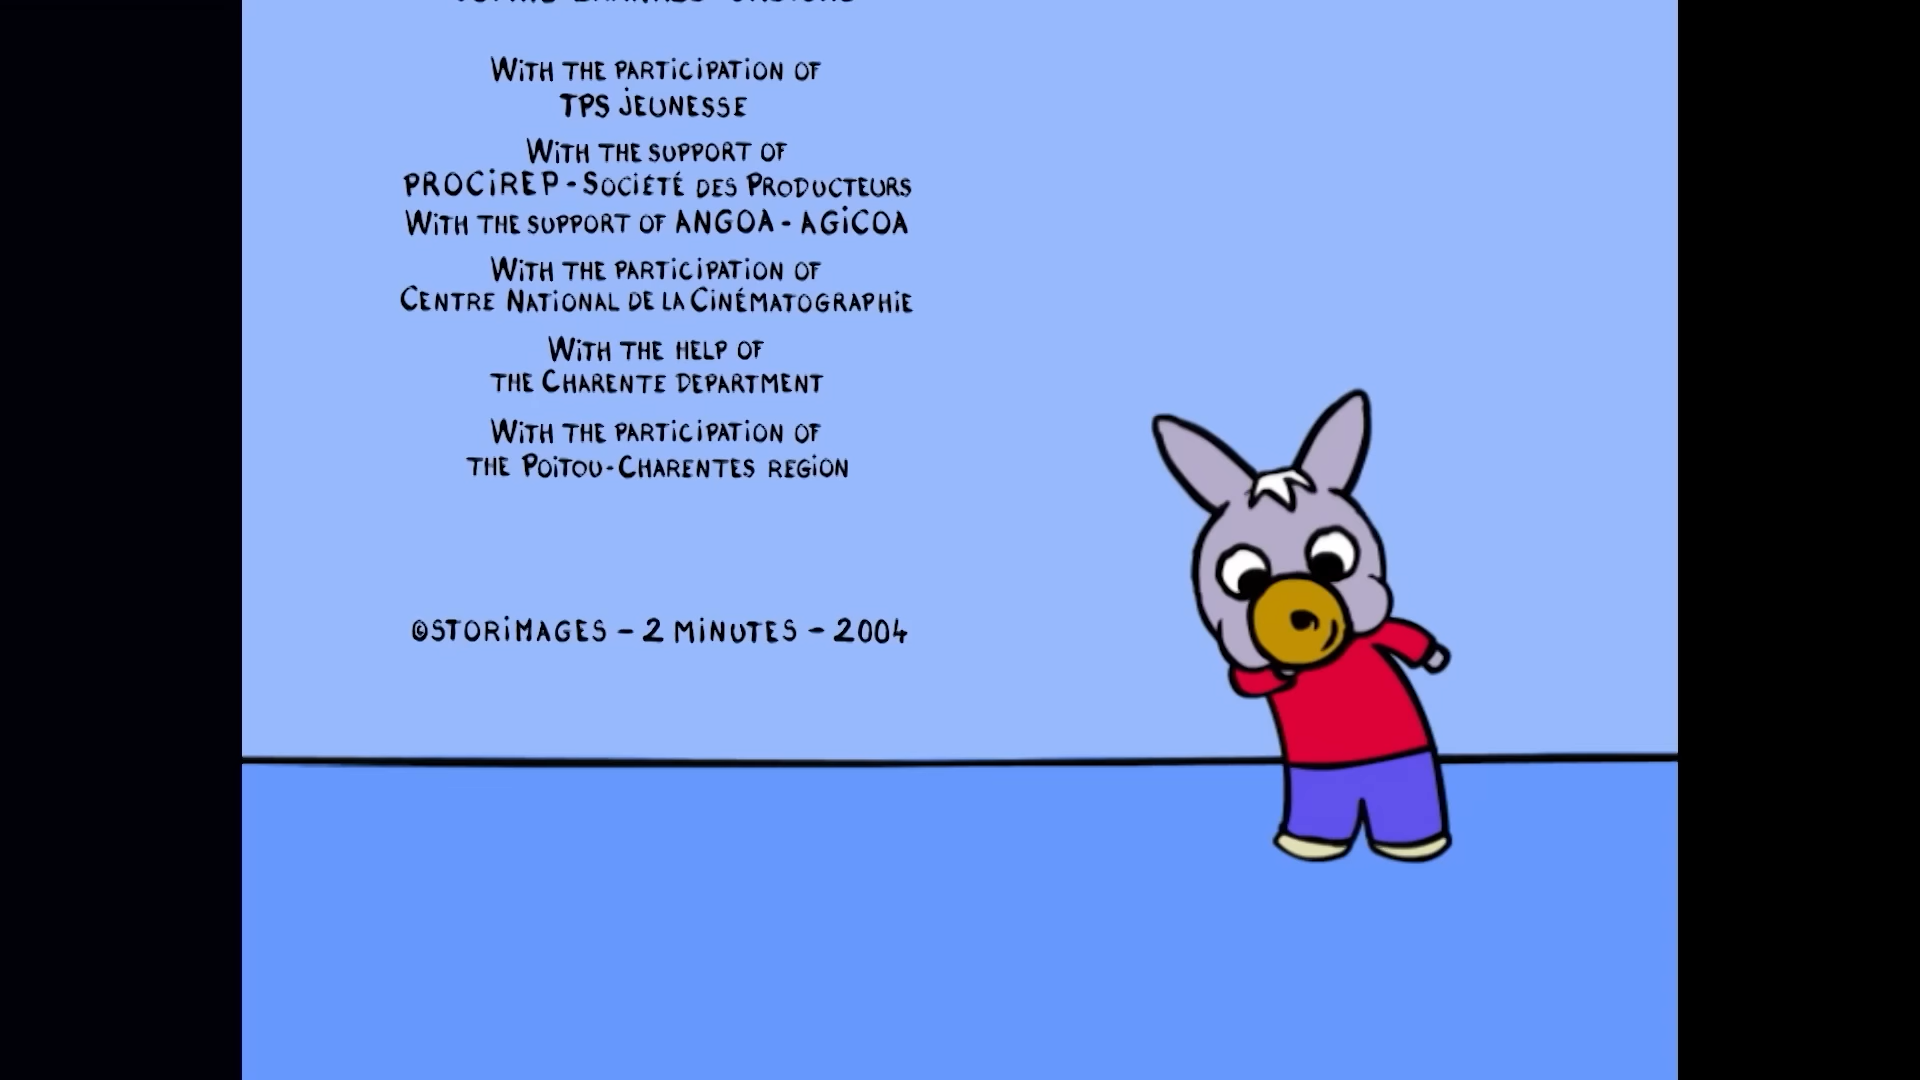 WiTH THE PARTiCiPATiON OF
TPS JEUNESSE
WiTH THE SUPPORT OF
PROCiREP - SOCiÉTÉ DES PRODUCTEURS
WiTH THE SUPPORT OF ANGOA - AGiCOA
WiTH THE PARTiCiPATiON OF
CENTRE NATiONAL DE LA CiNÉMATOGRAPHiE
WiTH THE HELP OF
THE CHARENTE DEPARTMENT
WiTH THE PARTiCiPATiON OF
THE POiTOU-CHARENTES REGiON
©STORiMAGES - 2 MiNUTES - 2004